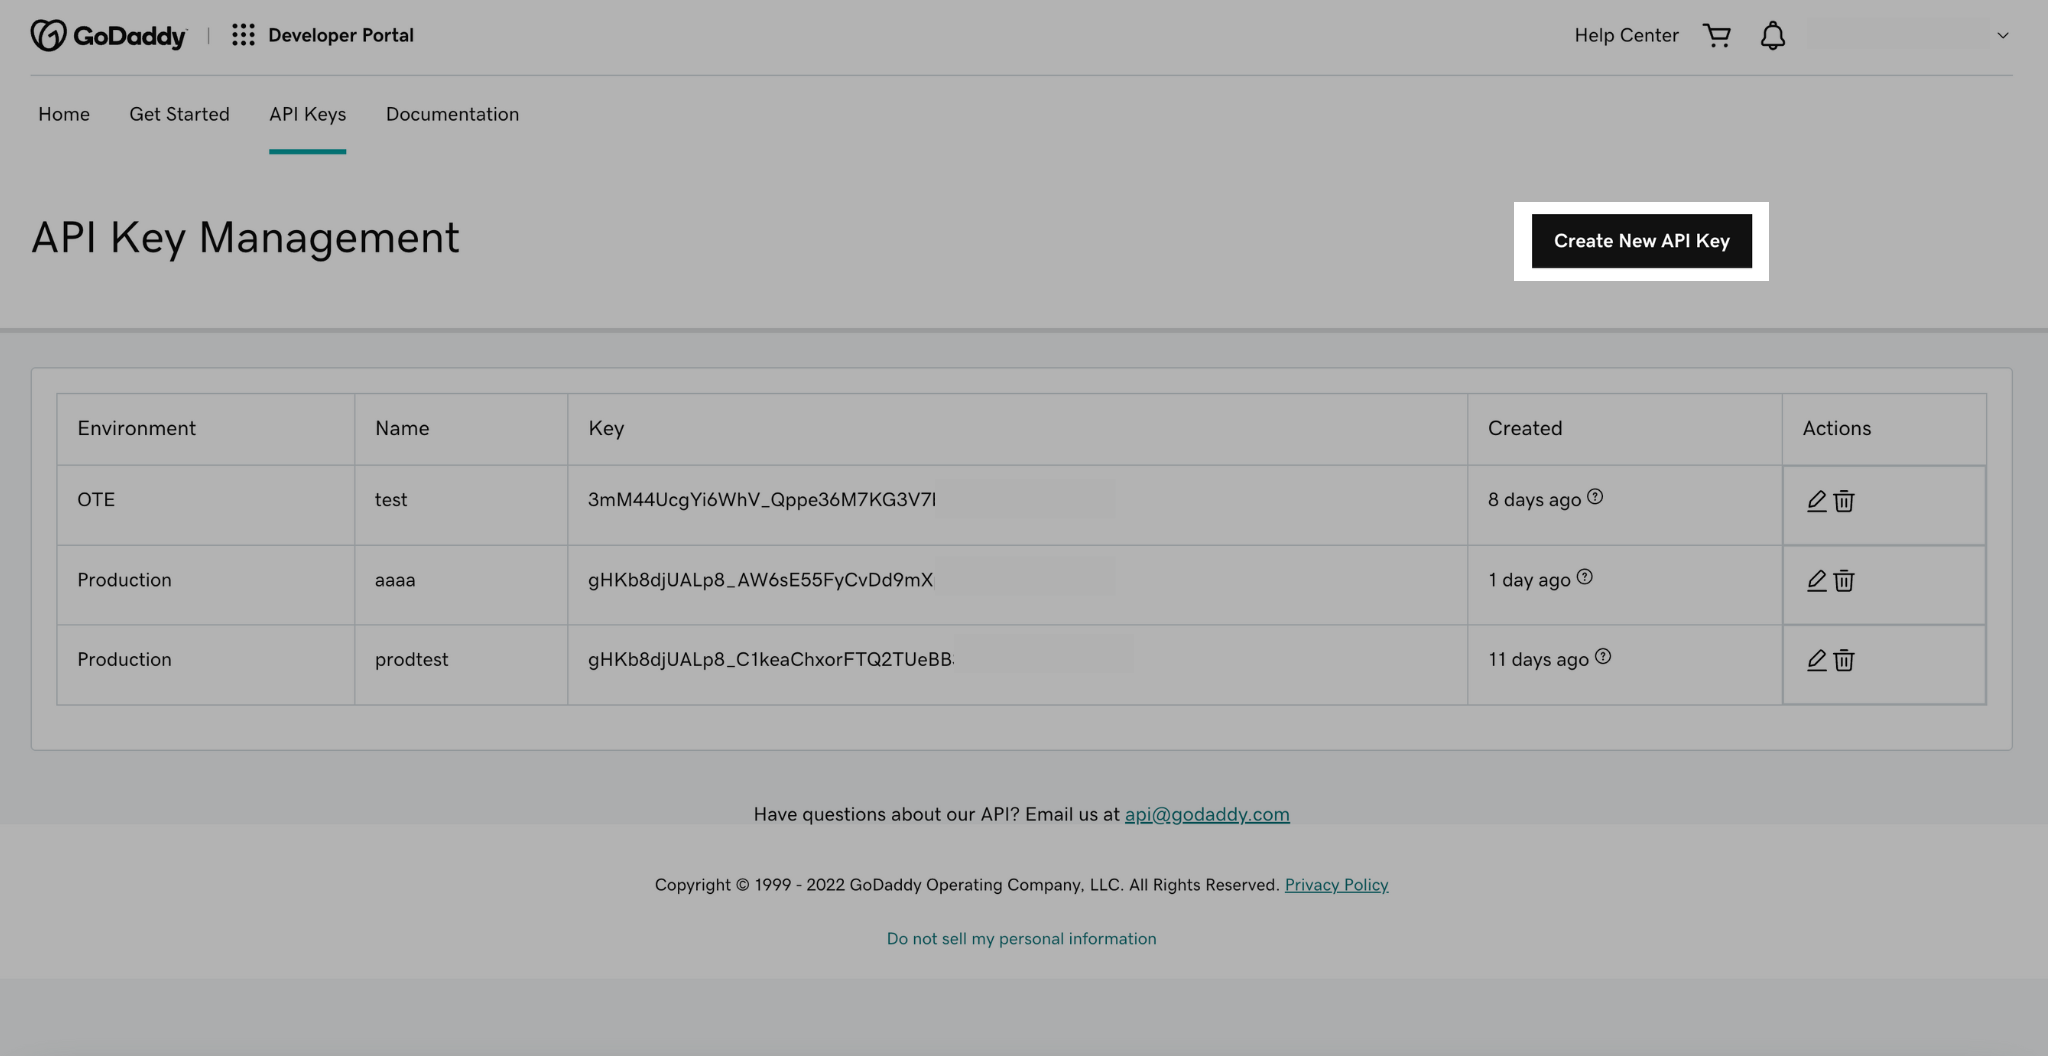 GoDaddy Developer Portal Help Center
Home Get Started API Keys Documentation
API Key Management Create New API Key
Environment Name Key Created Actions
OTE test 3mM44UcgYi6WhV_Qppe36M7KG3V7 8 days ago
Production aaaa gHKb8djUALp8_AW6sE55FyCvDd9mX 1 day ago
Production prodtest gHKb8djUALp8_C1keaChxorFTQ2TUeBB 11 days ago
Have questions about our API? Email us at api@godaddy.com
Copyright © 1999 - 2022 GoDaddy Operating Company, LLC. All Rights Reserved. Privacy Policy
Do not sell my personal information